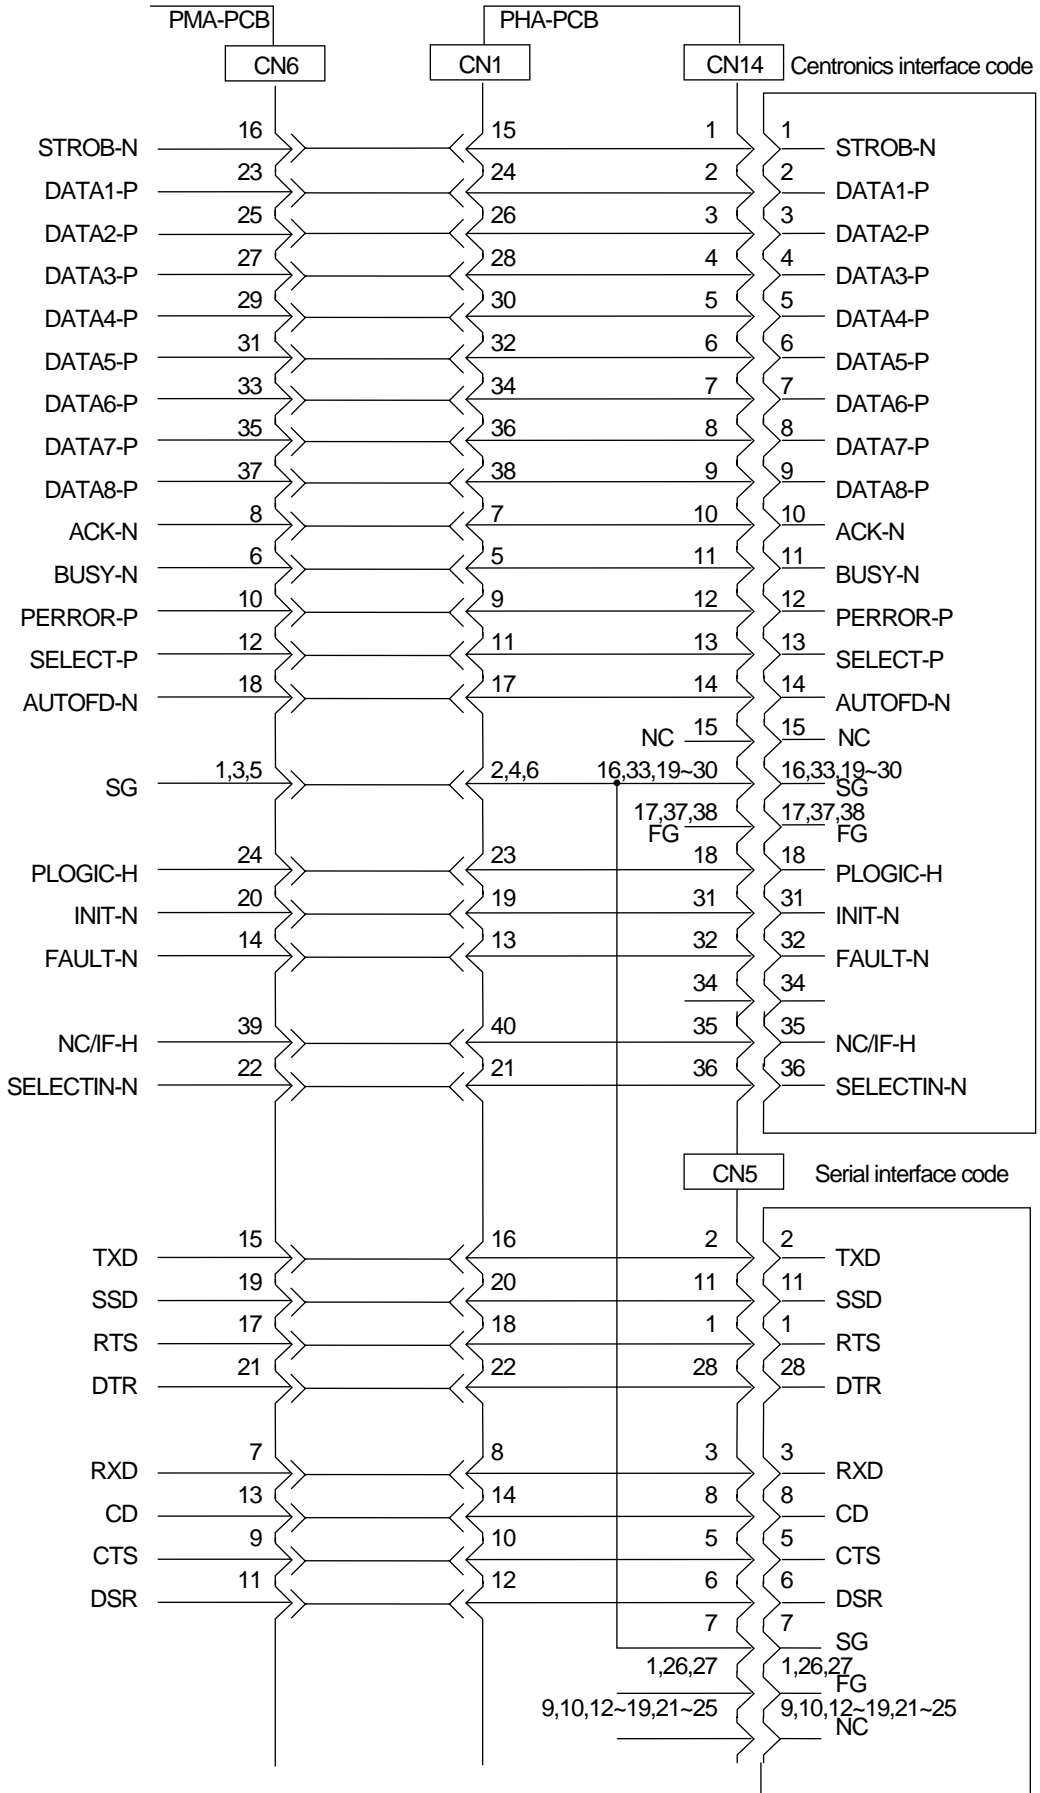 PMA-PCB PHA-PCB
CN6 CN1 CN14 Centronics interface code
STROB-N 16 15 1 1 STROB-N
DATA1-P 23 24 2 2 DATA1-P
DATA2-P 25 26 3 3 DATA2-P
DATA3-P 27 28 4 4 DATA3-P
DATA4-P 29 30 5 5 DATA4-P
DATA5-P 31 32 6 6 DATA5-P
DATA6-P 33 34 7 7 DATA6-P
DATA7-P 35 36 8 8 DATA7-P
DATA8-P 37 38 9 9 DATA8-P
ACK-N 8 7 10 10 ACK-N
BUSY-N 6 5 11 11 BUSY-N
PERROR-P 10 9 12 12 PERROR-P
SELECT-P 12 11 13 13 SELECT-P
AUTOFD-N 18 17 14 14 AUTOFD-N
NC 15 15 NC
SG 1,3,5 2,4,6 16,33,19~30 16,33,19~30 SG
17,37,38 FG 17,37,38 FG
PLOGIC-H 24 23 18 18 PLOGIC-H
INIT-N 20 19 31 31 INIT-N
FAULT-N 14 13 32 32 FAULT-N
34 34
NC/IF-H 39 40 35 35 NC/IF-H
SELECTIN-N 22 21 36 36 SELECTIN-N
CN5 Serial interface code
TXD 15 16 2 2 TXD
SSD 19 20 11 11 SSD
RTS 17 18 1 1 RTS
DTR 21 22 28 28 DTR
RXD 7 8 3 3 RXD
CD 13 14 8 8 CD
CTS 9 10 5 5 CTS
DSR 11 12 6 6 DSR
7 7 SG
1,26,27 1,26,27 FG
9,10,12~19,21~25 9,10,12~19,21~25 NC